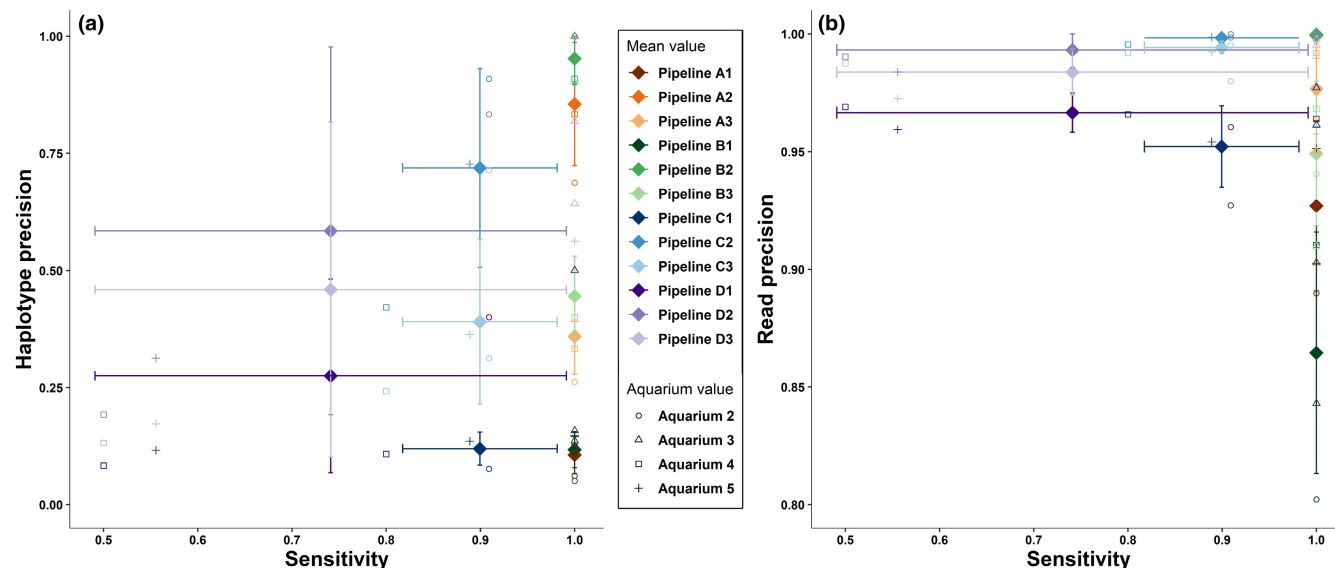 (a)
Haplotype precision
1.00
0.75
0.50
0.25
0.00
0.5 0.6 0.7 0.8 0.9 1.0
Sensitivity
Mean value
Pipeline A1
Pipeline A2
Pipeline A3
Pipeline B1
Pipeline B2
Pipeline B3
Pipeline C1
Pipeline C2
Pipeline C3
Pipeline D1
Pipeline D2
Pipeline D3
Aquarium value
Aquarium 2
Aquarium 3
Aquarium 4
Aquarium 5
(b)
Read precision
1.00
0.95
0.90
0.85
0.80
0.5 0.6 0.7 0.8 0.9 1.0
Sensitivity